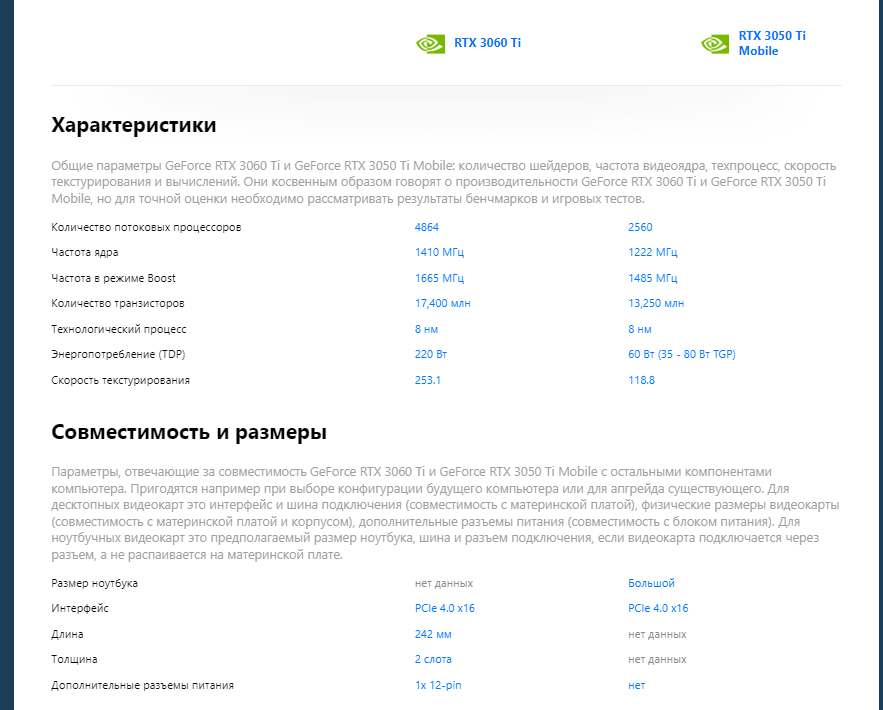 RTX 3060 Ti
RTX 3050 Ti
Mobile
Характеристики
Общие параметры GeForce RTX 3060 Ti и GeForce RTX 3050 Ti Mobile: количество шейдеров, частота видеоядра, техпроцесс, скорость
текстурирования и вычислений. Они косвенным образом говорят о производительности GeForce RTX 3060 Ti и GeForce RTX 3050 Ti
Mobile, но для точной оценки необходимо рассматривать результаты бенчмарков и игровых тестов.
Количество потоковых процессоров 4864 2560
Частота ядра 1410 МГц 1222 МГц
Частота в режиме Boost 1665 МГц 1485 МГц
Количество транзисторов 17,400 млн 13,250 млн
Технологический процесс 8 нм 8 нм
Энергопотребление (TDP) 220 Вт 60 Вт (35 - 80 Вт TGP)
Скорость текстурирования 253.1 118.8
Совместимость и размеры
Параметры, отвечающие за совместимость GeForce RTX 3060 Ti и GeForce RTX 3050 Ti Mobile с остальными компонентами
компьютера. Пригодятся например при выборе конфигурации будущего компьютера или для апгрейда существующего. Для
десктопных видеокарт это интерфейс и шина подключения (совместимость с материнской платой), физические размеры видеокарты
(совместимость с материнской платой и корпусом), дополнительные разъемы питания (совместимость с блоком питания). Для
ноутбучных видеокарт это предполагаемый размер ноутбука, шина и разъем подключения, если видеокарта подключается через
разъем, а не распаивается на материнской плате.
Размер ноутбука нет данных Большой
Интерфейс PCIe 4.0 x16 PCIe 4.0 x16
Длина 242 мм нет данных
Толщина 2 слота нет данных
Дополнительные разъемы питания 1x 12-pin нет